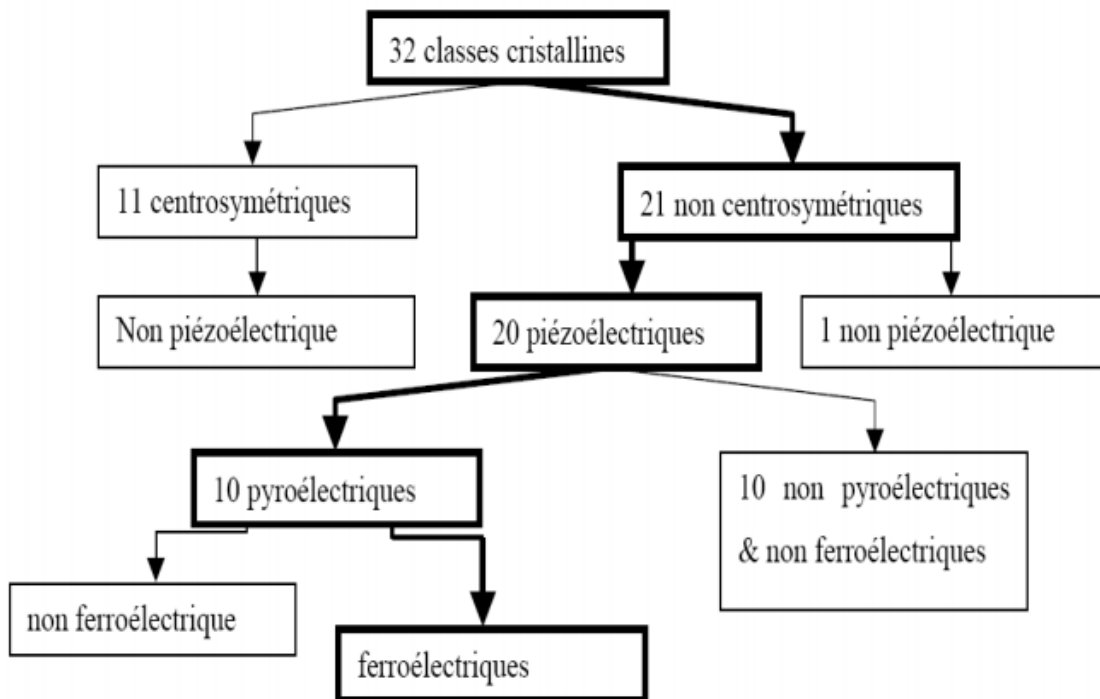 32 classes cristallines
11 centrosymétriques
21 non centrosymétriques
Non piézoélectrique
20 piézoélectriques
1 non piézoélectrique
10 pyroélectriques
10 non pyroélectriques
& non ferroélectriques
non ferroélectrique
ferroélectriques